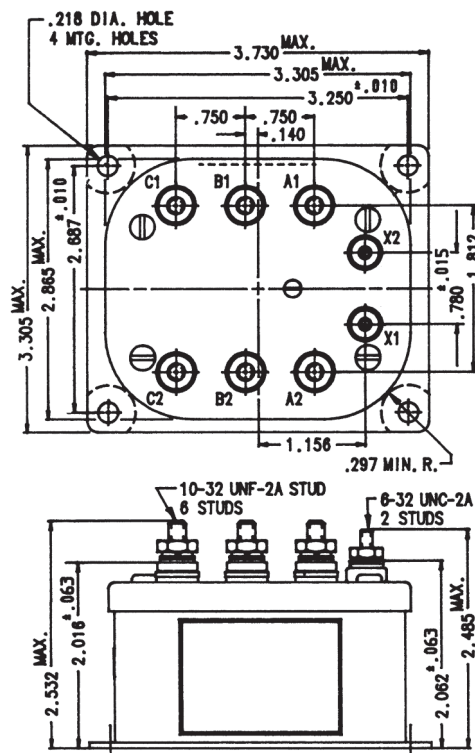 .218 DIA. HOLE
4 MTG. HOLES
3.730 MAX.
3.305 MAX.
3.250 ±.010
.750
.750
.140
C1
B1
A1
X2
X1
C2
B2
A2
3.305 MAX.
2.865 MAX.
2.687 ±.010
.780 ±.015
1.812
1.156
.297 MIN. R.
10-32 UNF-2A STUD
6 STUDS
6-32 UNC-2A
2 STUDS
2.532 MAX.
2.016 ±.063
2.062 ±.063
2.485 MAX.